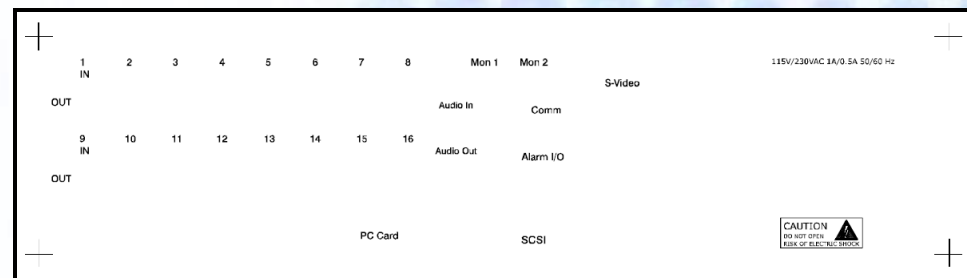 1 2 3 4 5 6 7 8 Mon 1 Mon 2 115V/230VAC 1A/0.5A 50/60 Hz
IN
S-Video
OUT Audio In Comm
9 10 11 12 13 14 15 16
IN Audio Out Alarm I/O
OUT
CAUTION
DO NOT OPEN
RISK OF ELECTRIC SHOCK
PC Card SCSI